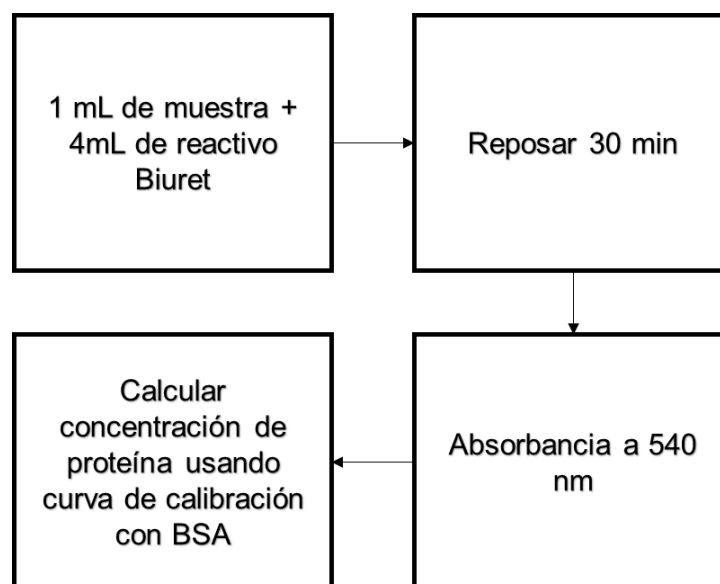 1 mL de muestra +
4mL de reactivo
Biuret
Reposar 30 min
Absorbancia a 540
nm
Calcular
concentración de
proteína usando
curva de calibración
con BSA